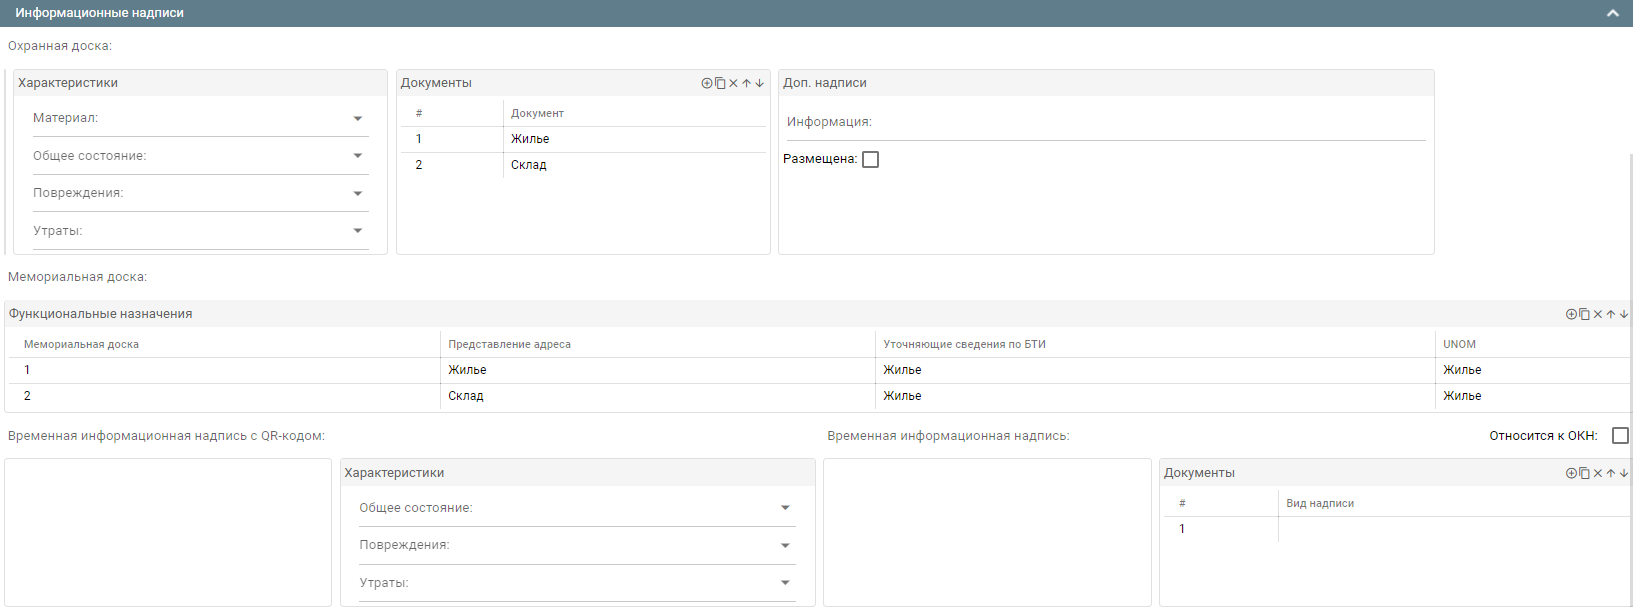 Информационные надписи
Охранная доска:
Характеристики
Материал:
Общее состояние:
Повреждения:
Утраты:
Документы
# Документ
1 Жилье
2 Склад
Доп. надписи
Информация:
Размещена:
Мемориальная доска:
Функциональные назначения
Мемориальная доска Представление адреса Уточняющие сведения по БТИ UNOM
1 Жилье Жилье Жилье
2 Склад Жилье Жилье
Временная информационная надпись с QR-кодом:
Характеристики
Общее состояние:
Повреждения:
Утраты:
Временная информационная надпись:
Относится к ОКН:
Документы
# Вид надписи
1